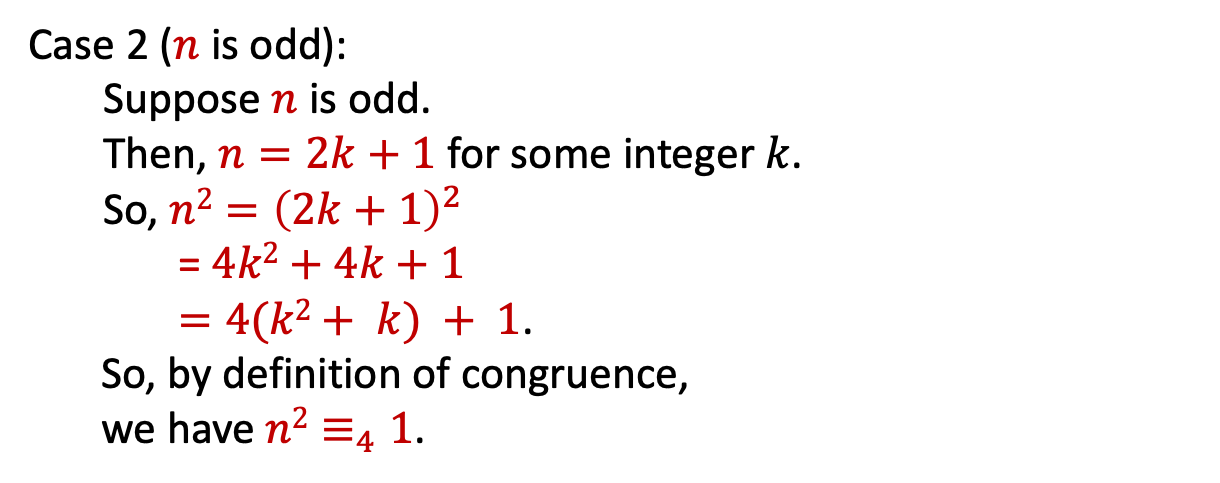 Case 2 (n is odd):
Suppose n is odd.
Then, n = 2k + 1 for some integer k.
So, n² = (2k + 1)²
= 4k² + 4k + 1
= 4(k² + k) + 1.
So, by definition of congruence,
we have n² ≡₄ 1.